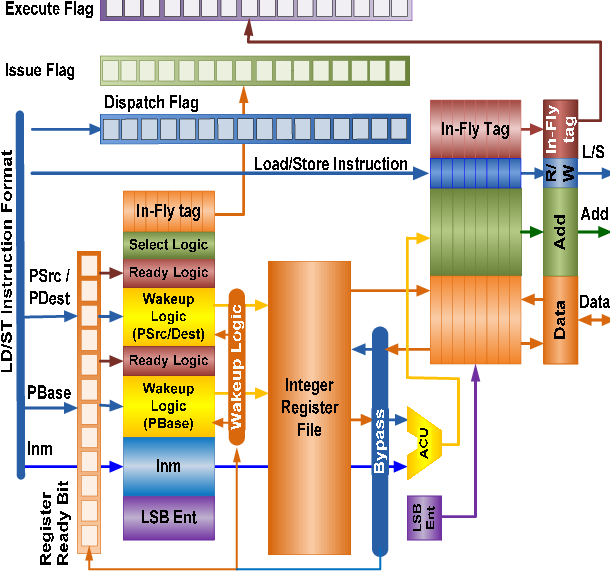 Execute Flag
Issue Flag
Dispatch Flag
In-Fly Tag
In-Fly
tag
L/S
Load/Store Instruction
R/
W
LD/ST Instruction Format
In-Fly tag
Select Logic
Add
Add
PSrc /
PDest
Ready Logic
Wakeup
Logic
(PSrc/Dest)
Wakeup Logic
Data
Data
Ready Logic
PBase
Wakeup
Logic
(PBase)
Integer
Register
File
Bypass
ACU
Inm
Inm
LSB Ent
LSB
Ent
Register
Ready Bit